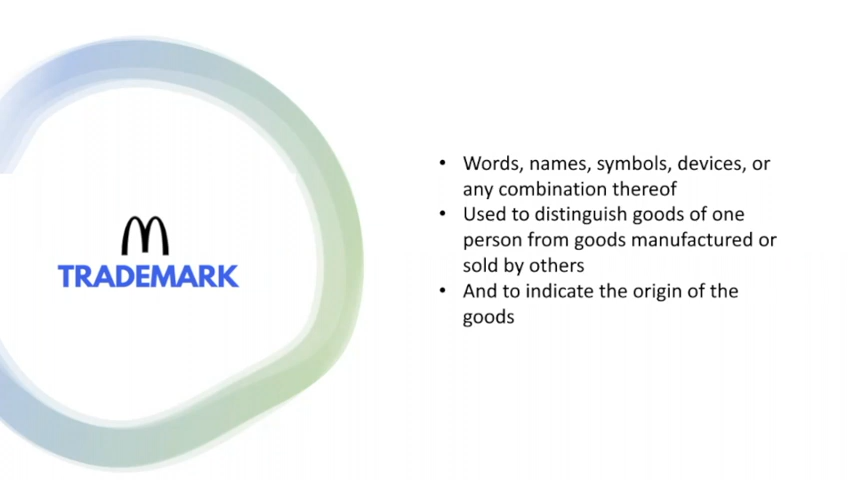 TRADEMARK
• Words, names, symbols, devices, or
any combination thereof
• Used to distinguish goods of one
person from goods manufactured or
sold by others
• And to indicate the origin of the
goods